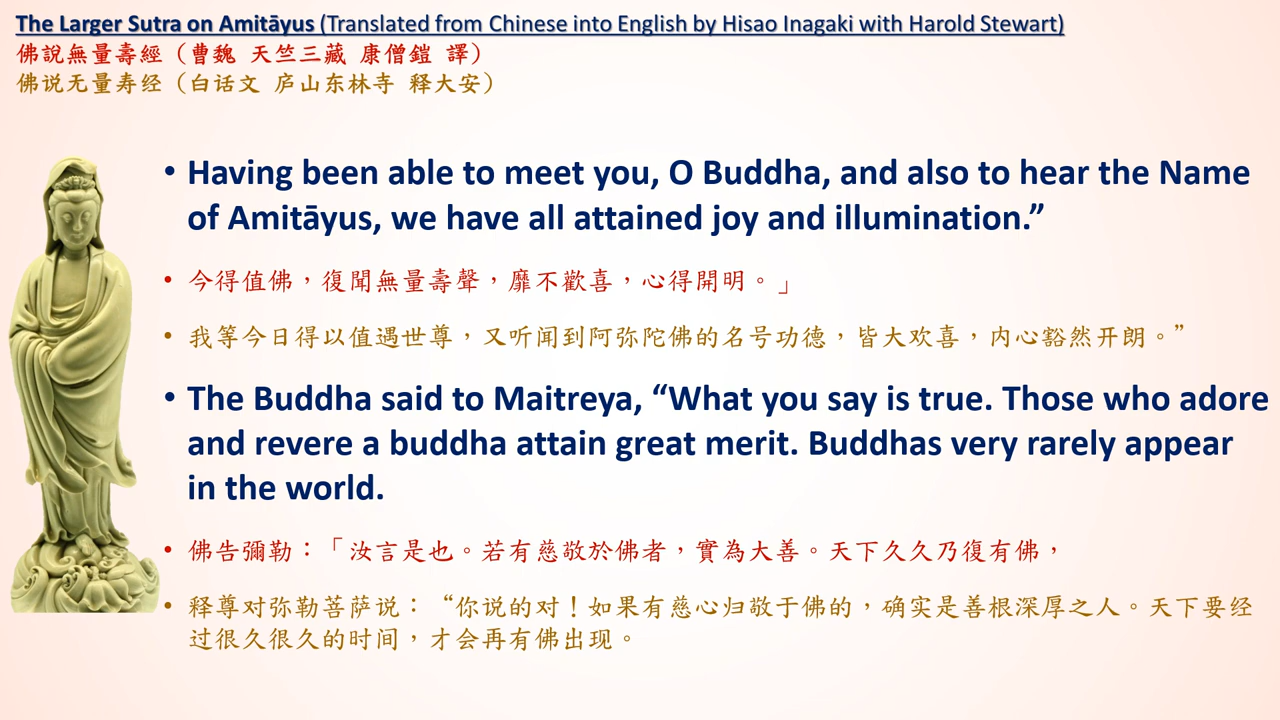 The Larger Sutra on Amitāyus (Translated from Chinese into English by Hisao Inagaki with Harold Stewart)
佛說無量壽經（曹魏 天竺三藏 康僧鎧 譯）
佛说无量寿经（白话文 庐山东林寺 释大安）
• Having been able to meet you, O Buddha, and also to hear the Name
of Amitāyus, we have all attained joy and illumination.”
• 今得值佛，復聞無量壽聲，靡不歡喜，心得開明。」
• 我等今日得以值遇世尊，又听闻到阿弥陀佛的名号功德，皆大欢喜，内心豁然开朗。”
• The Buddha said to Maitreya, “What you say is true. Those who adore
and revere a buddha attain great merit. Buddhas very rarely appear
in the world.
• 佛告彌勒：「汝言是也。若有慈敬於佛者，實為大善。天下久久乃復有佛，
• 释尊对弥勒菩萨说：“你说的对！如果有慈心归敬于佛的，确实是善根深厚之人。天下要经
过很久很久的时间，才会再有佛出现。